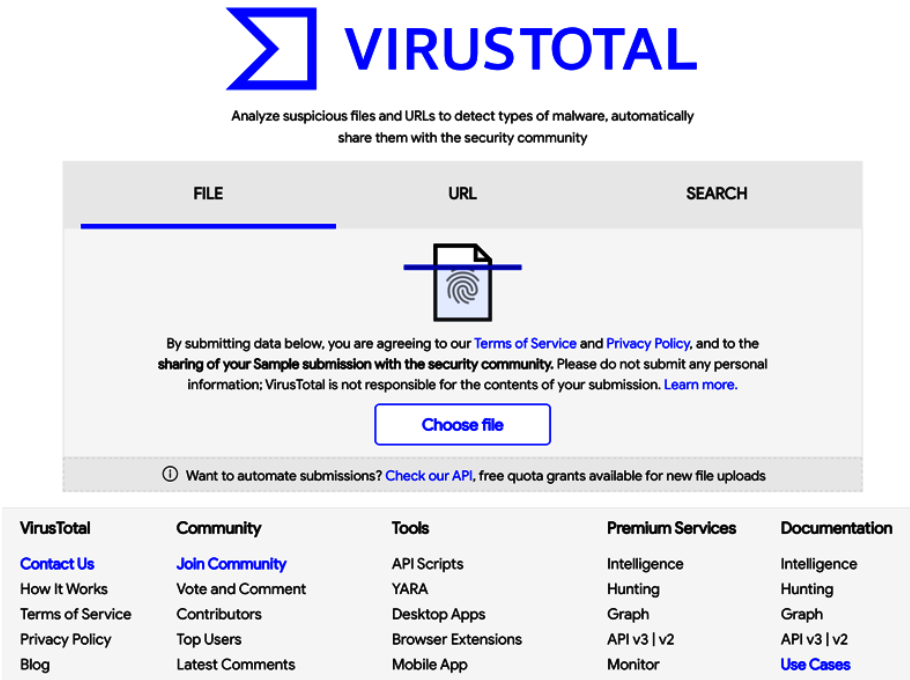 VIRUSTOTAL
Analyze suspicious files and URLs to detect types of malware, automatically
share them with the security community
FILE URL SEARCH
By submitting data below, you are agreeing to our Terms of Service and Privacy Policy, and to the
sharing of your Sample submission with the security community. Please do not submit any personal
information; VirusTotal is not responsible for the contents of your submission. Learn more.
Choose file
Want to automate submissions? Check our API, free quota grants available for new file uploads
VirusTotal Community Tools Premium Services Documentation
Contact Us Join Community API Scripts Intelligence Intelligence
How It Works Vote and Comment YARA Hunting Hunting
Terms of Service Contributors Desktop Apps Graph Graph
Privacy Policy Top Users Browser Extensions API v3 | v2 API v3 | v2
Blog Latest Comments Mobile App Monitor Use Cases